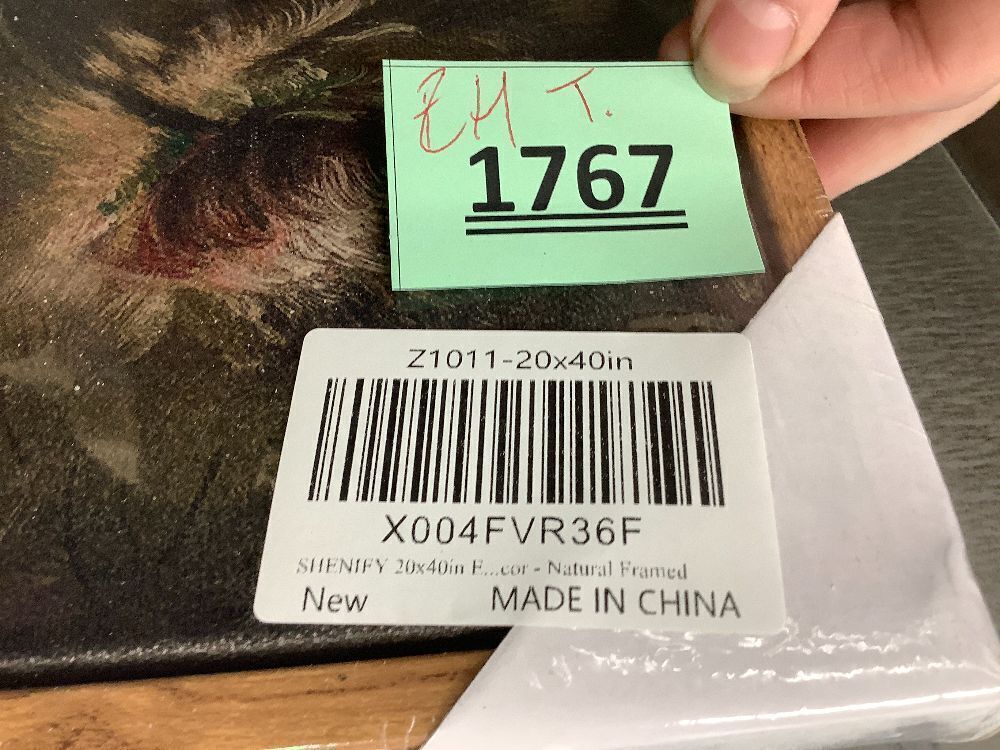 EH T.
1767
Z1011-20x40in
X004FVR36F
SHENIFY 20x40in E...cor - Natural Framed
New MADE IN CHINA